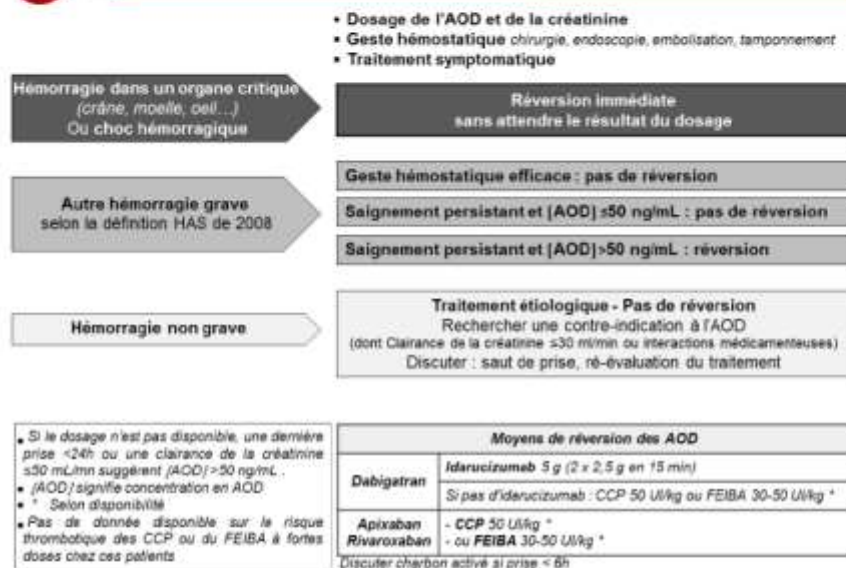 • Dosage de l'AOD et de la créatinine
• Geste hémostatique chirurgie, endoscopie, embolisation, tamponnement
• Traitement symptomatique
Hémorragie dans un organe critique
(crâne, moelle, oeil…)
Ou choc hémorragique
Réversion immédiate
sans attendre le résultat du dosage
Autre hémorragie grave
selon la définition HAS de 2008
Geste hémostatique efficace : pas de réversion
Saignement persistant et [AOD] ≤50 ng/mL : pas de réversion
Saignement persistant et [AOD]>50 ng/mL : réversion
Hémorragie non grave
Traitement étiologique - Pas de réversion
Rechercher une contre-indication à l'AOD
(dont Clairance de la créatinine ≤30 ml/min ou interactions médicamenteuses)
Discuter : saut de prise, ré-évaluation du traitement
• Si le dosage n'est pas disponible, une dernière
prise <24h ou une clairance de la créatinine
≤50 mL/mn suggèrent [AOD]>50 ng/mL .
• [AOD] signifie concentration en AOD
• * Selon disponibilité
• Pas de donnée disponible sur le risque
thrombotique des CCP ou du FEIBA à fortes
doses chez ces patients
Moyens de réversion des AOD
Dabigatran
Idarucizumab 5 g (2 x 2,5 g en 15 min)
Si pas d'idarucizumab : CCP 50 UI/kg ou FEIBA 30-50 UI/kg *
Apixaban
Rivaroxaban
- CCP 50 UI/kg *
- ou FEIBA 30-50 UI/kg *
Discuter charbon activé si prise < 6h